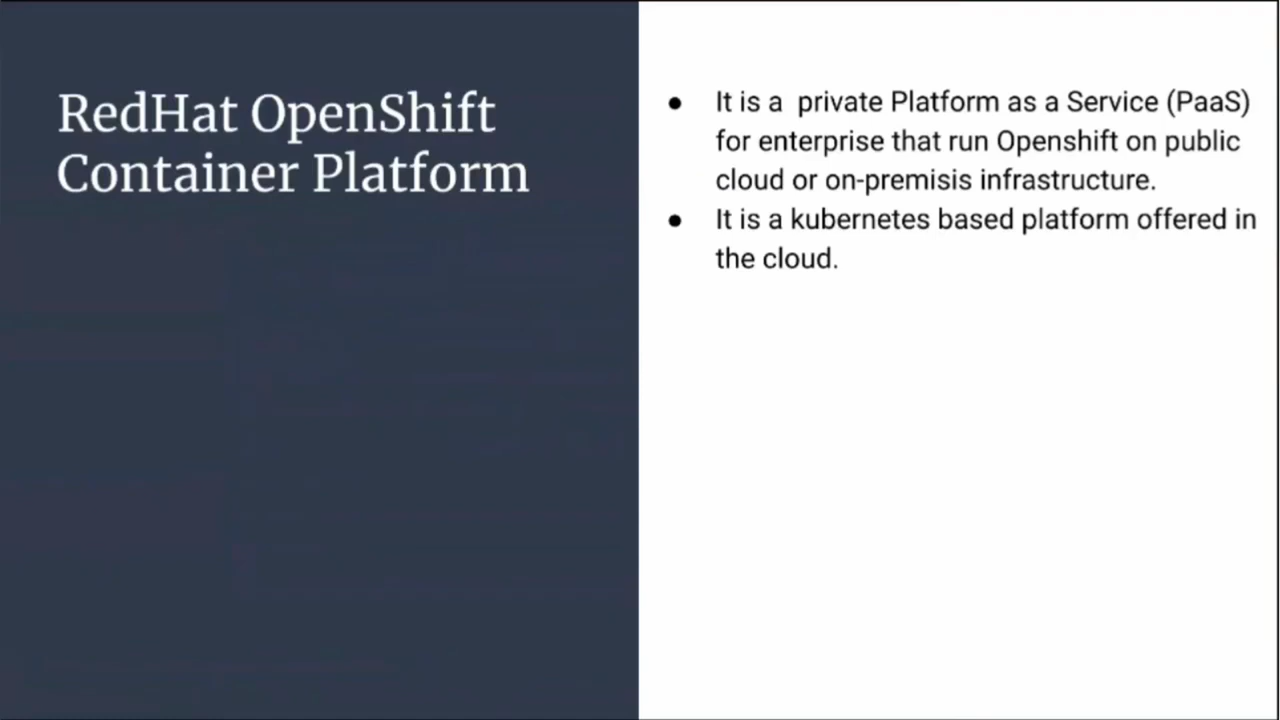 RedHat OpenShift
Container Platform
● It is a  private Platform as a Service (PaaS)
for enterprise that run Openshift on public
cloud or on-premisis infrastructure.
● It is a kubernetes based platform offered in
the cloud.